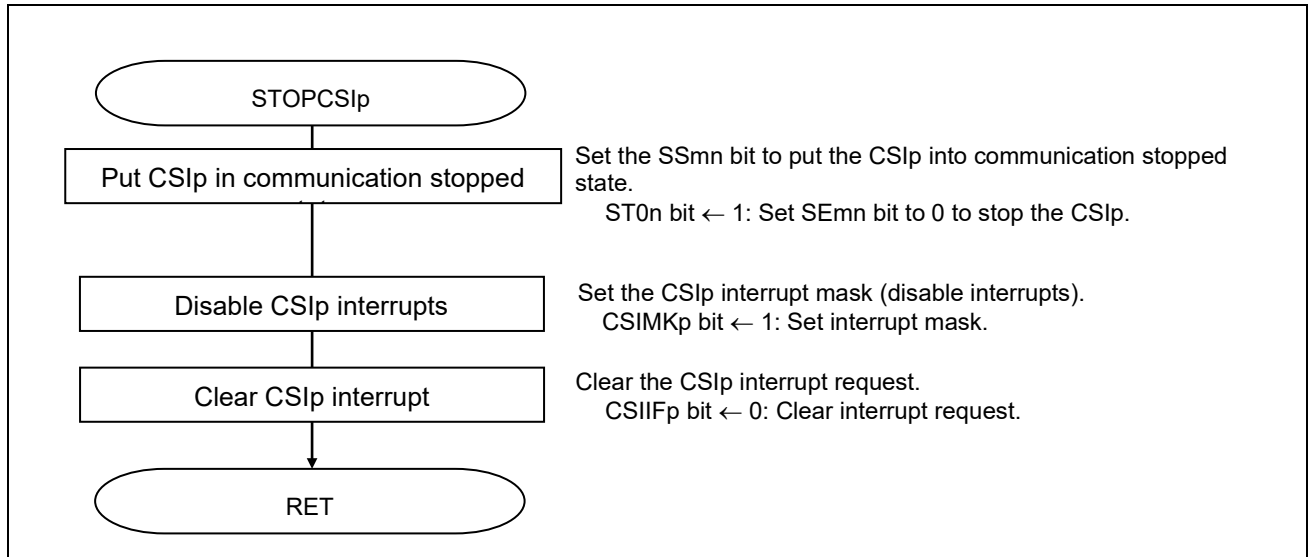 STOPCSIp
Put CSIp in communication stopped
Set the SSmn bit to put the CSIp into communication stopped
state.
ST0n bit ← 1: Set SEmn bit to 0 to stop the CSIp.
Disable CSIp interrupts
Set the CSIp interrupt mask (disable interrupts).
CSIMKp bit ← 1: Set interrupt mask.
Clear CSIp interrupt
Clear the CSIp interrupt request.
CSIIFp bit ← 0: Clear interrupt request.
RET